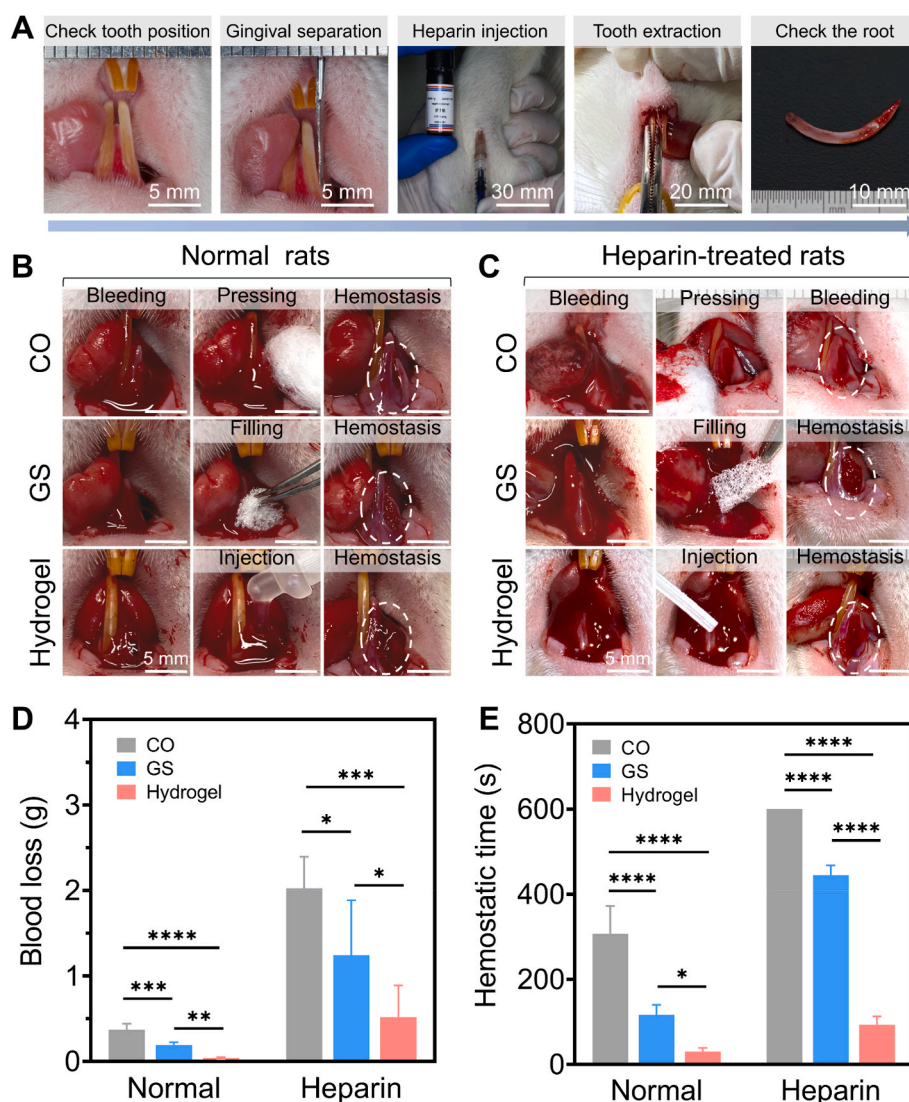 A
Check tooth position
Gingival separation
Heparin injection
Tooth extraction
Check the root
5 mm
5 mm
30 mm
20 mm
10 mm
mm
B
Normal rats
Bleeding
Pressing
Hemostasis
CO
Filling
Hemostasis
GS
Injection
Hemostasis
Hydrogel
5 mm
C
Heparin-treated rats
Bleeding
Pressing
Bleeding
CO
Filling
Hemostasis
GS
Injection
Hemostasis
Hydrogel
5 mm
D
Blood loss (g)
4
3
2
1
0
CO
GS
Hydrogel
****
***
**
***
*
*
Normal
Heparin
E
Hemostatic time (s)
800
600
400
200
0
CO
GS
Hydrogel
****
****
*
****
****
****
Normal
Heparin